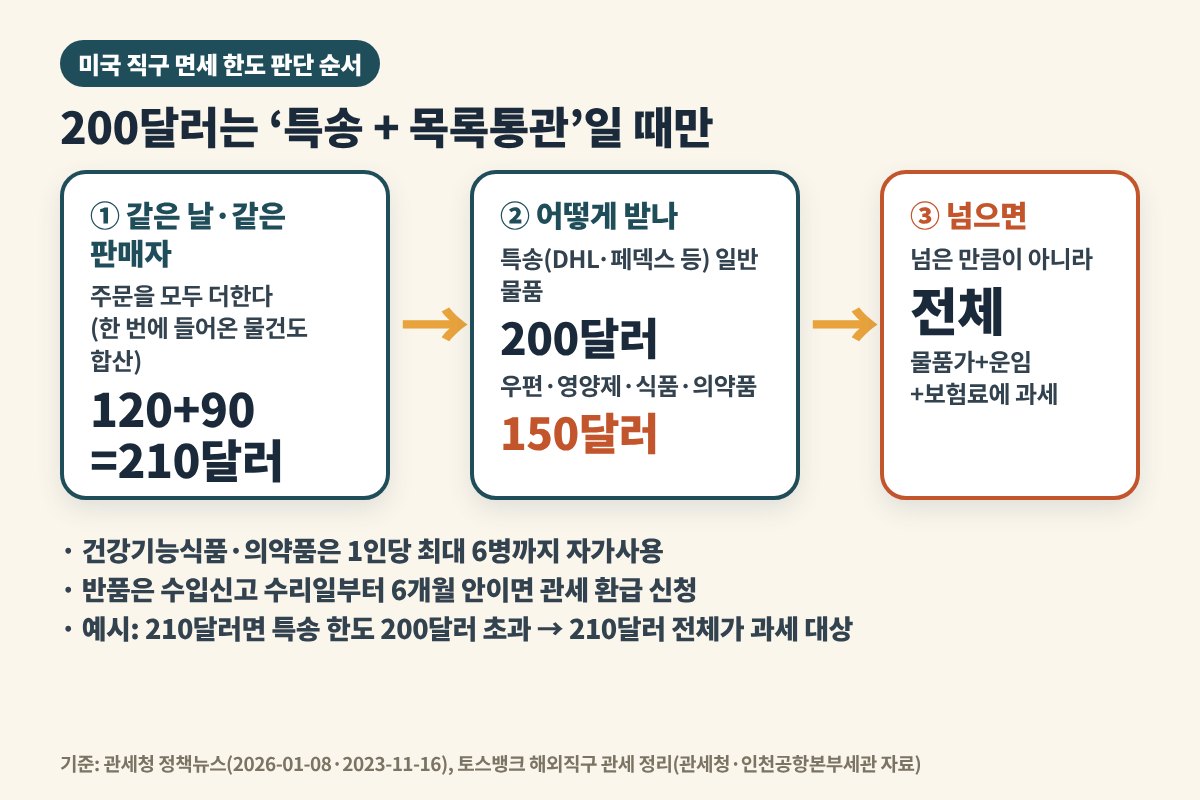 미국 직구 면세 한도 판단 순서
200달러는 ‘특송 + 목록통관’일 때만
① 같은 날·같은
판매자
주문을 모두 더한다
(한 번에 들어온 물건도
합산)
120+90
=210달러
→
② 어떻게 받나
특송(DHL·페덱스 등) 일반
물품
200달러
우편·영양제·식품·의약품
150달러
→
③ 넘으면
넘은 만큼이 아니라
전체
물품가+운임
+보험료에 과세
· 건강기능식품·의약품은 1인당 최대 6병까지 자가사용
· 반품은 수입신고 수리일부터 6개월 안이면 관세 환급 신청
· 예시: 210달러면 특송 한도 200달러 초과 → 210달러 전체가 과세 대상
기준: 관세청 정책뉴스(2026-01-08·2023-11-16), 토스뱅크 해외직구 관세 정리(관세청·인천공항본부세관 자료)